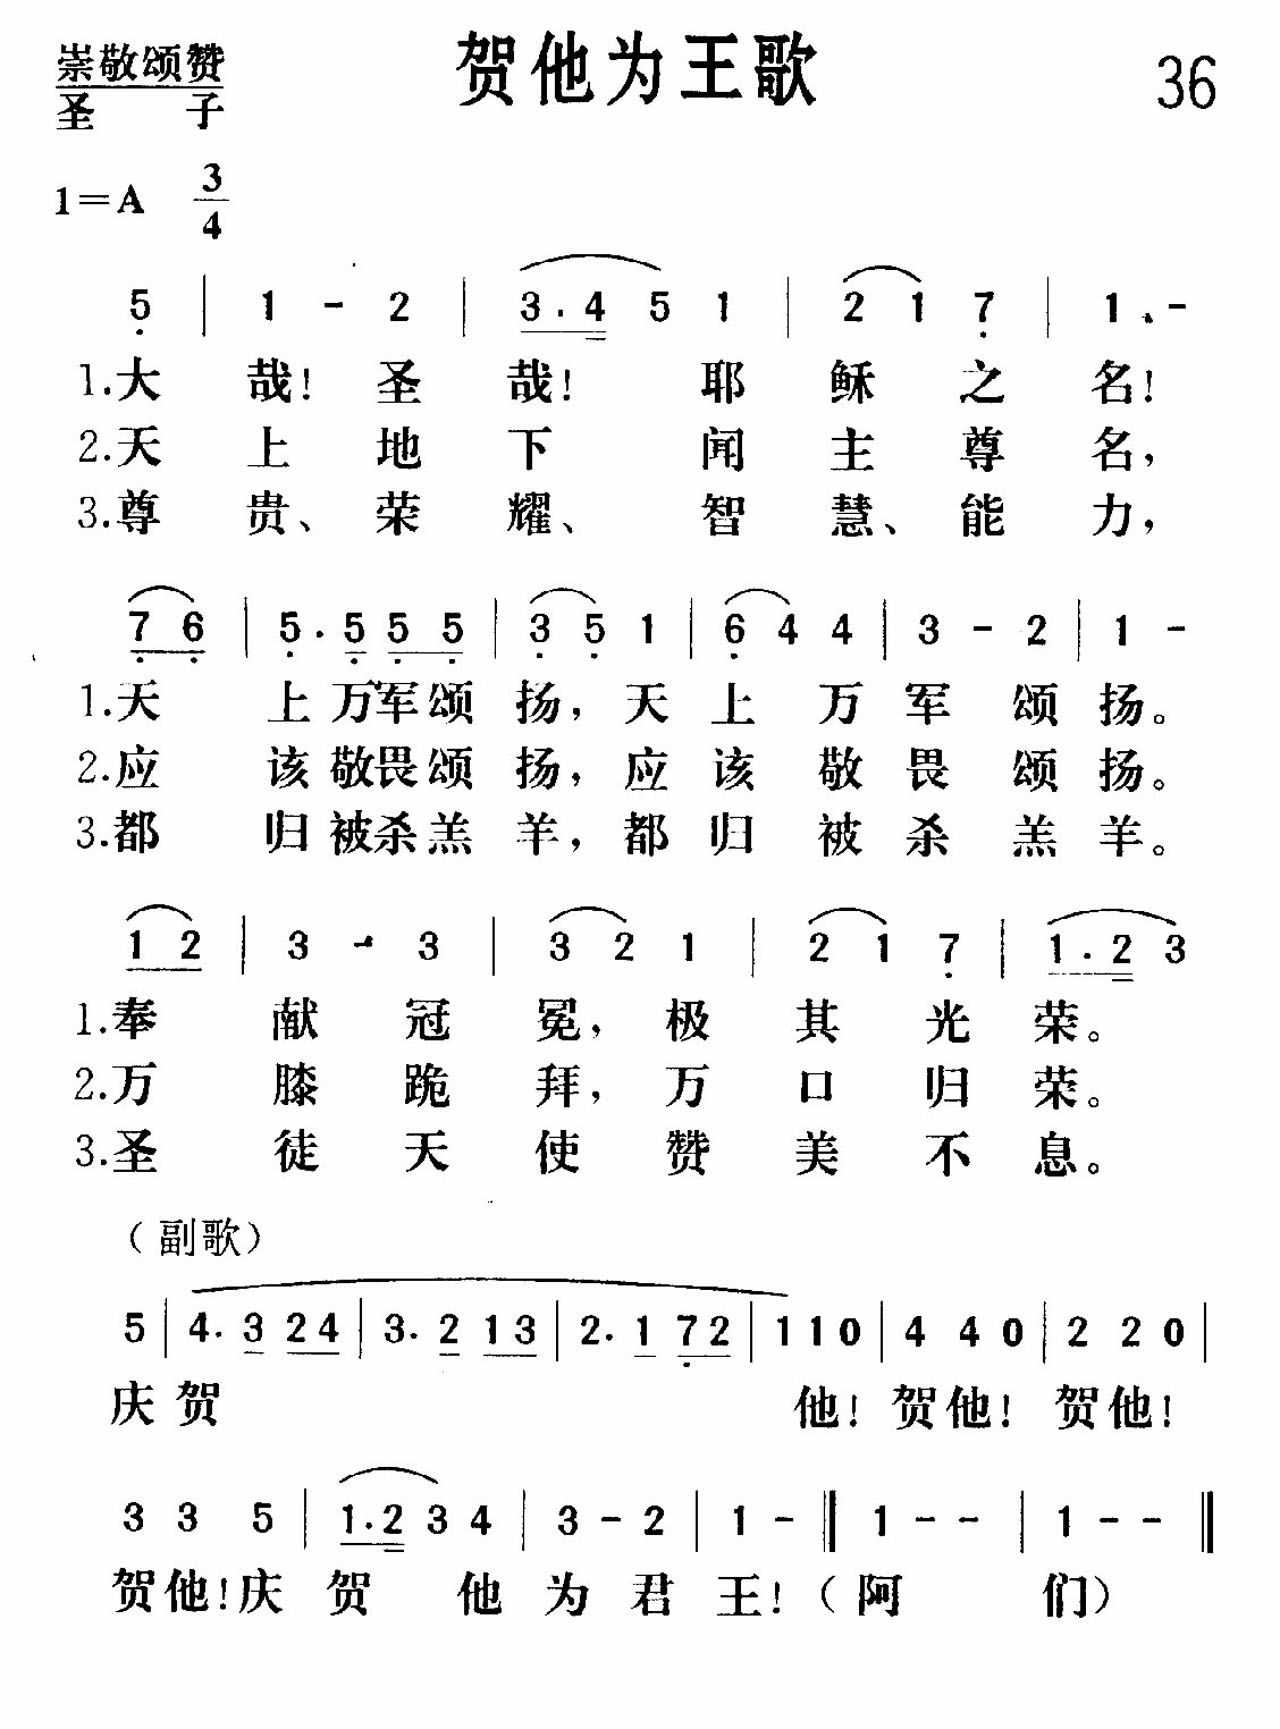 崇敬颂赞
圣 子
贺他为王歌
36
1=A 3/4
5 | 1 - 2 | 3.4 5 1 | 2 1 7 | 1 -
1.大 哉! 圣 哉! 耶 稣 之 名!
2.天 上 地 下 闻 主 尊 名,
3.尊 贵、荣 耀、 智 慧、能 力,
7 6 | 5.5 5 5 | 3 5 1 | 6 4 4 | 3 - 2 | 1 -
1.天 上 万军颂 扬,天 上 万 军 颂 扬。
2.应 该 敬畏颂 扬,应 该 敬 畏 颂 扬。
3.都 归 被杀羔 羊,都 归 被 杀 羔 羊。
1 2 | 3 - 3 | 3 2 1 | 2 1 7 | 1.2 3
1.奉 献 冠 冕,极 其 光 荣。
2.万 膝 跪 拜,万 口 归 荣。
3.圣 徒 天 使 赞 美 不 息。
(副歌)
5 | 4. 3 2 4 | 3. 2 1 3 | 2. 1 7 2 | 1 1 0 | 4 4 0 | 2 2 0 |
庆 贺 他! 贺 他! 贺 他!
3 3 5 | 1.2 3 4 | 3 - 2 | 1 - ‖ 1 - - | 1 - - ‖
贺 他!庆 贺 他 为 君 王!(阿 们)